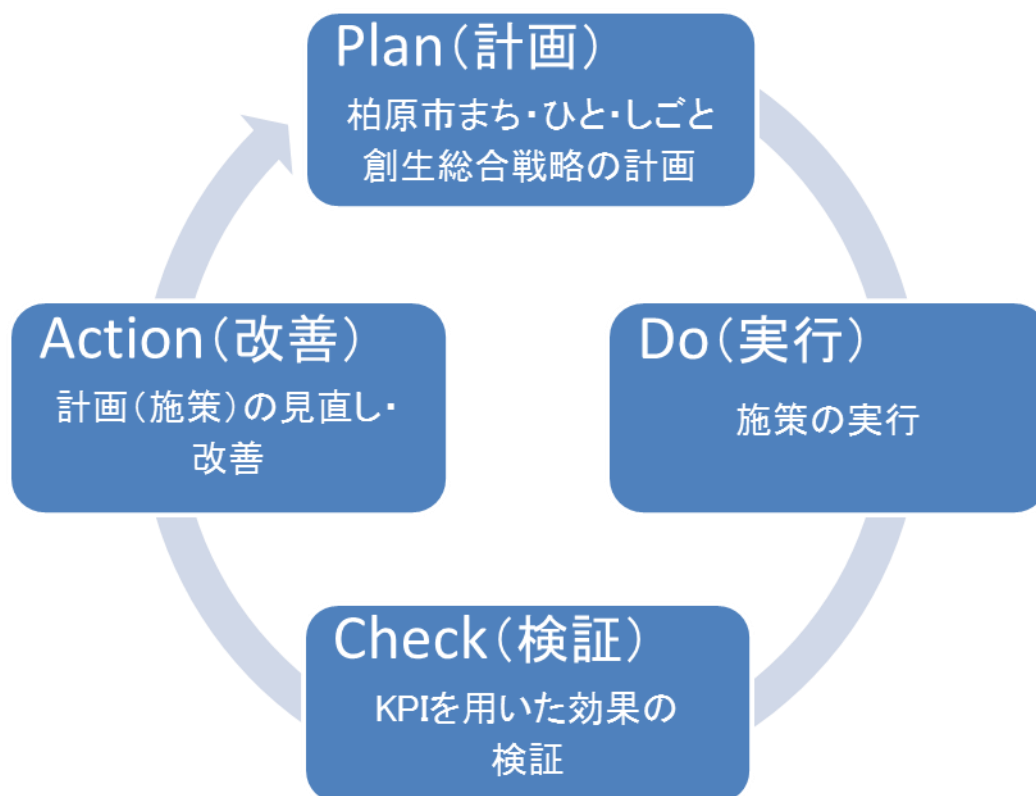 Plan(計画)
柏原市まち・ひと・しごと
創生総合戦略の計画
Do(実行)
施策の実行
Check(検証)
KPIを用いた効果の
検証
Action(改善)
計画(施策)の見直し・
改善